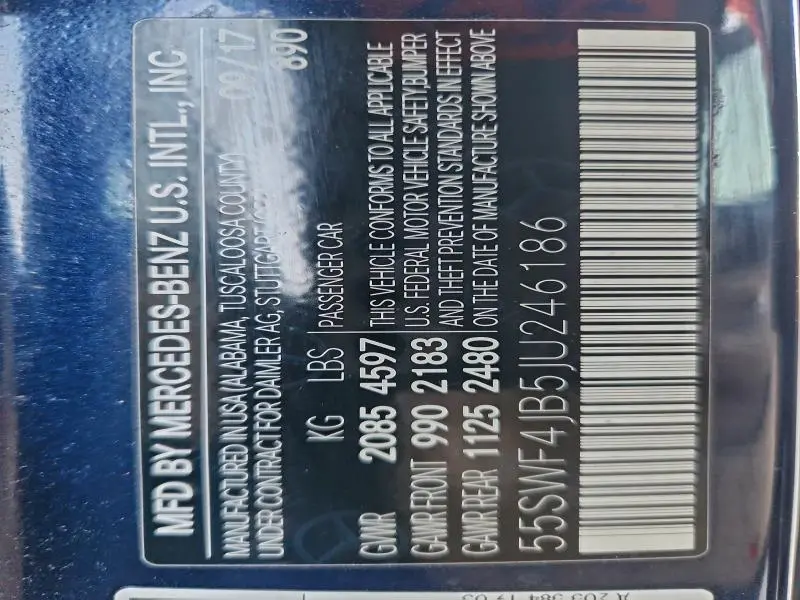 MFD BY MERCEDES-BENZ U.S. INTL., INC
MANUFACTURED IN USA (ALABAMA, TUSCALOOSA COUNTY) 09/17
UNDER CONTRACT FOR DAIMLER AG, STUTTGART 690
KG LBS PASSENGER CAR
GVWR 2085 4597 THIS VEHICLE CONFORMS TO ALL APPLICABLE
GAWR FRONT 990 2183 U.S. FEDERAL MOTOR VEHICLE SAFETY, BUMPER
AND THEFT PREVENTION STANDARDS IN EFFECT
GAWR REAR 1125 2480 ON THE DATE OF MANUFACTURE SHOWN ABOVE
55SWF4JB5JU246186